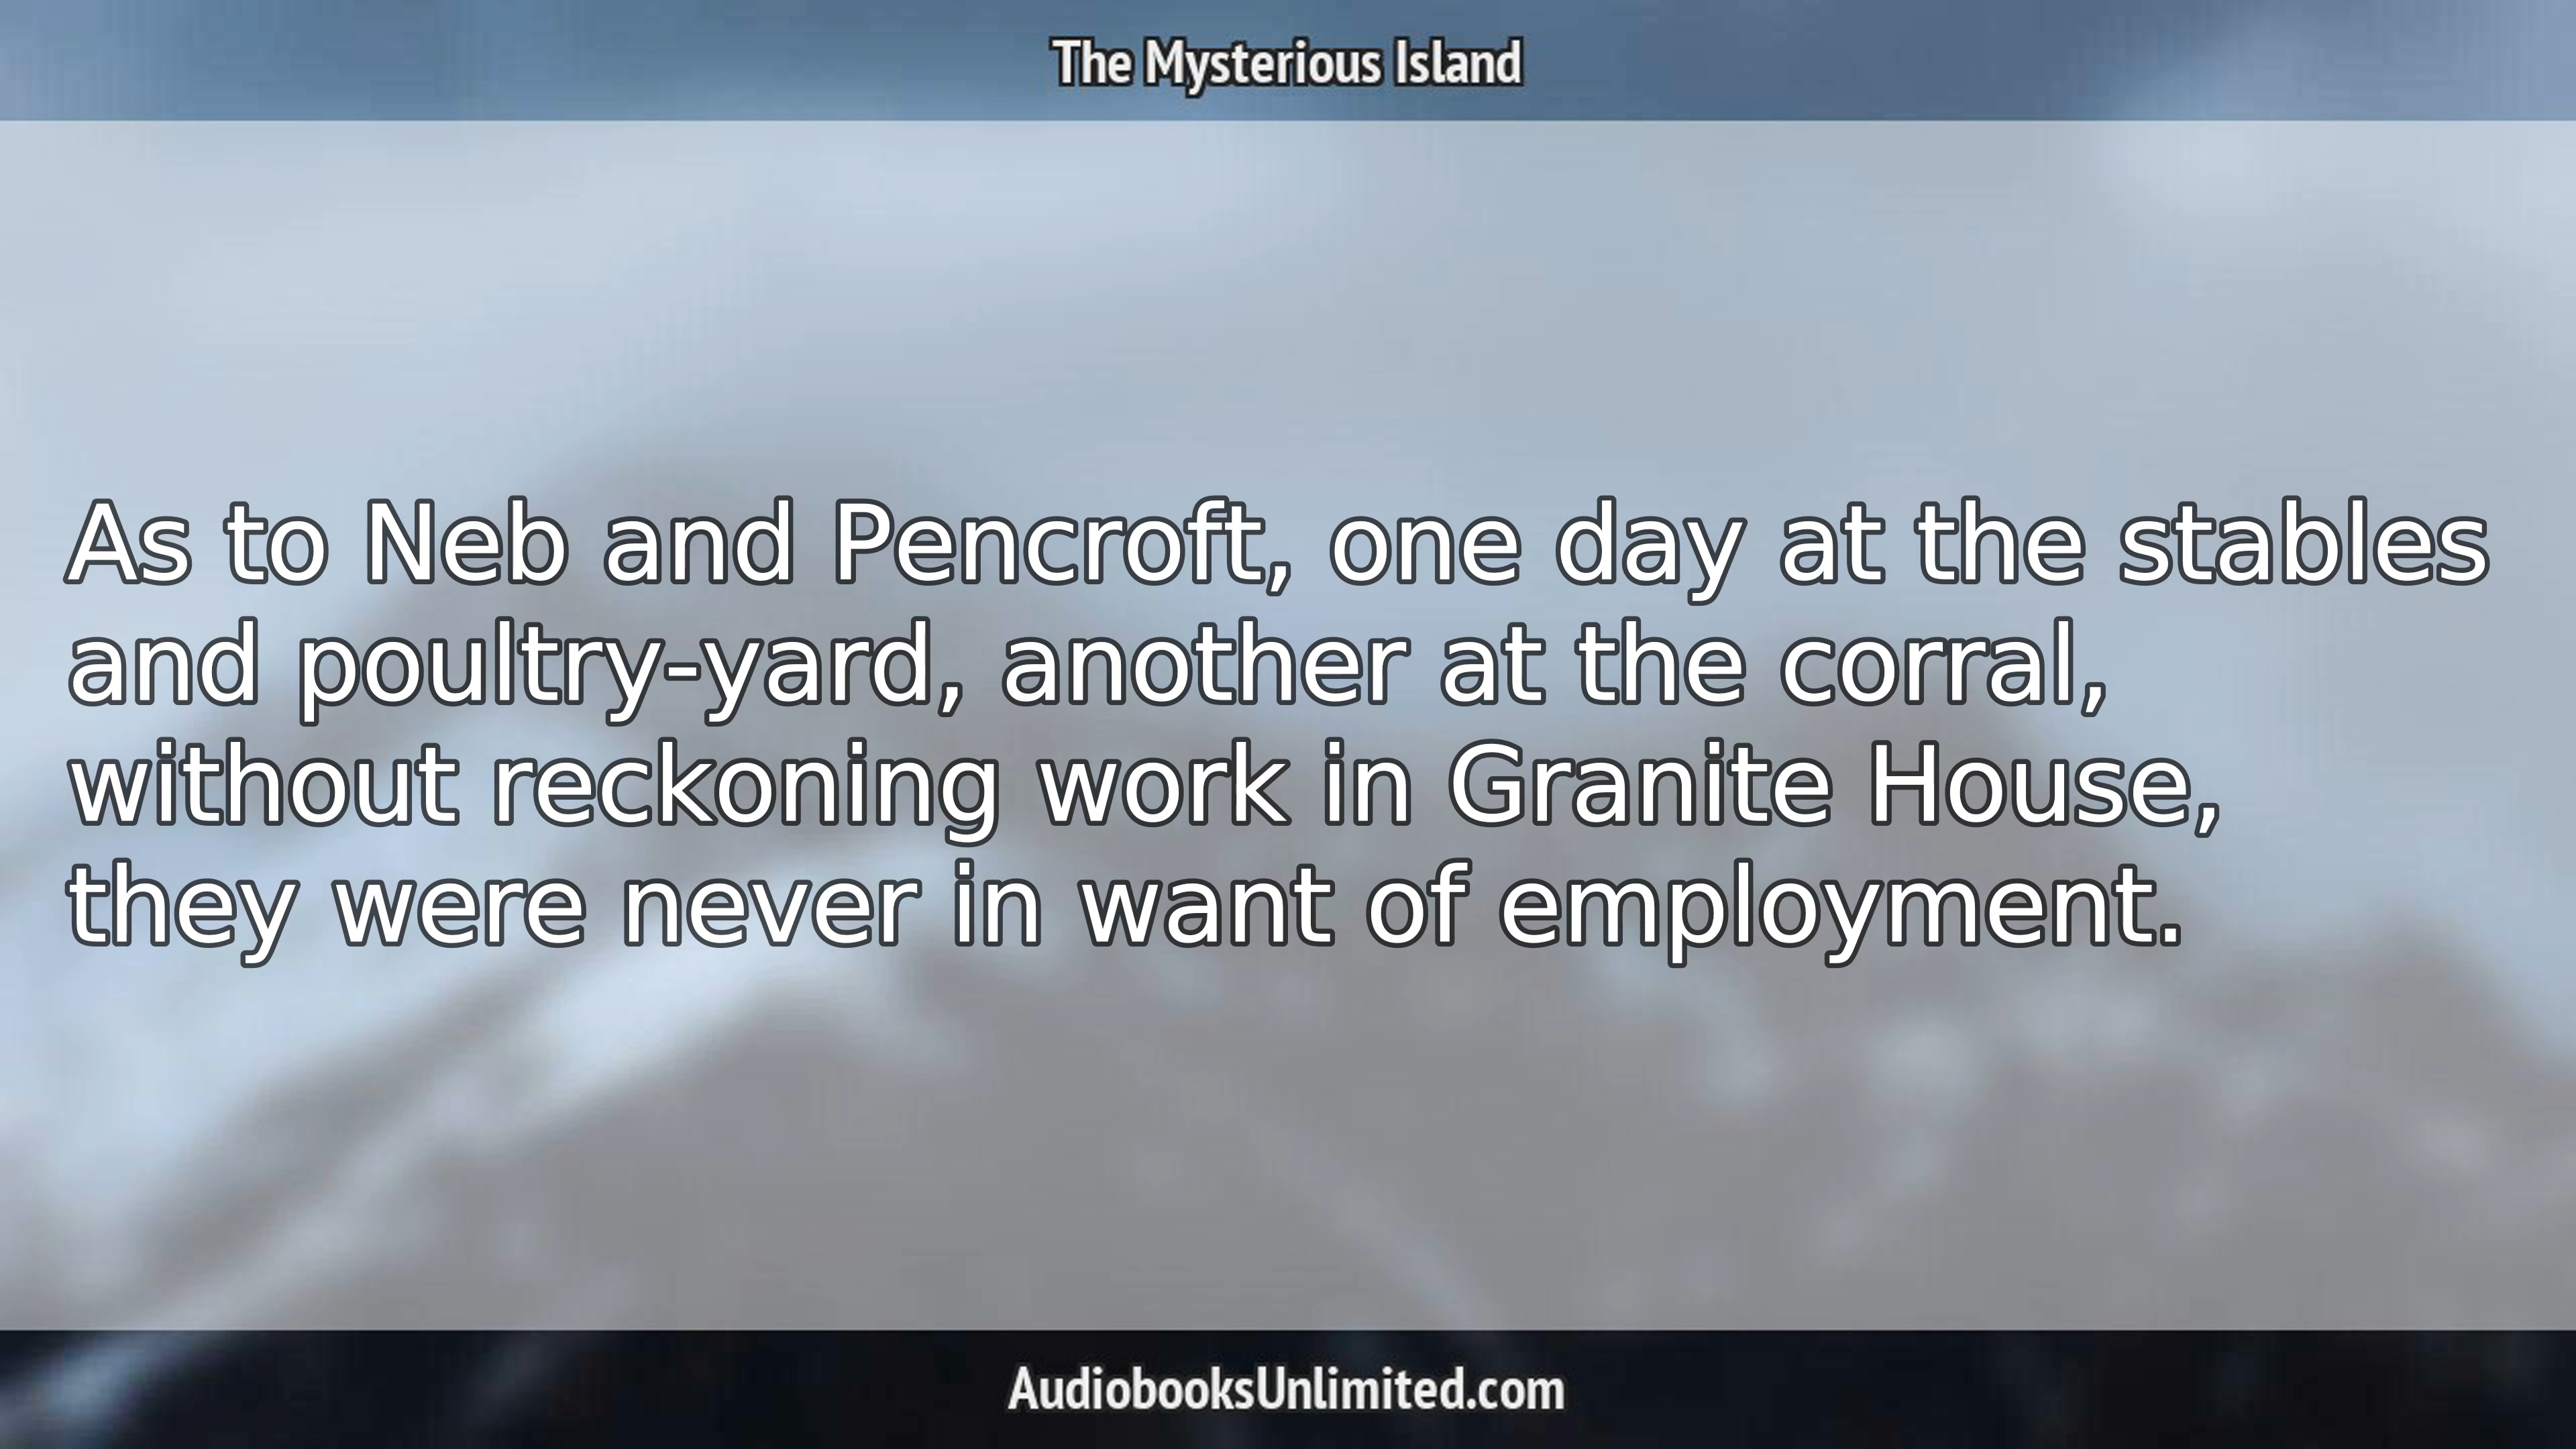 The Mysterious Island
As to Neb and Pencroft, one day at the stables
and poultry-yard, another at the corral,
without reckoning work in Granite House,
they were never in want of employment.
AudiobooksUnlimited.com